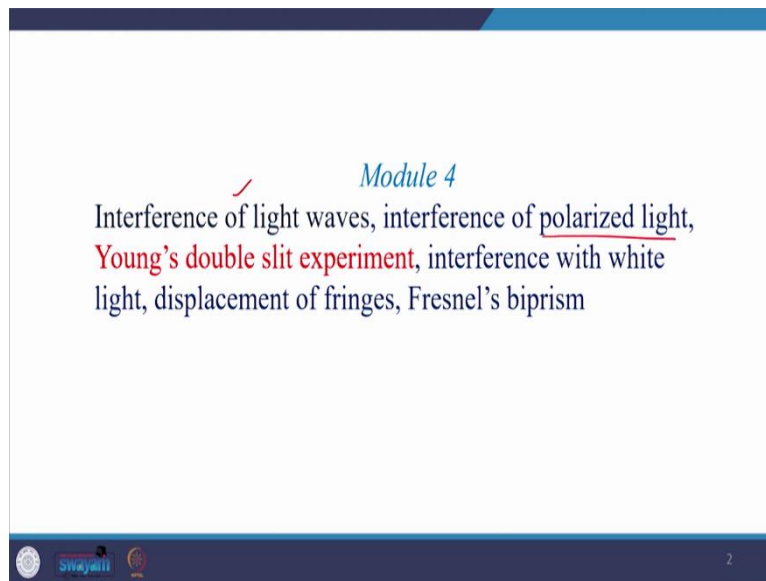 Module 4
Interference of light waves, interference of polarized light,
Young's double slit experiment, interference with white
light, displacement of fringes, Fresnel's biprism
swayam
2